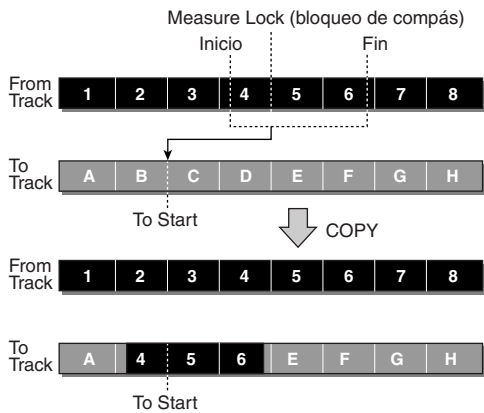 Measure Lock (bloqueo de compás)
Inicio Fin
From Track 1 2 3 4 5 6 7 8
To Track A B C D E F G H
To Start
COPY
From Track 1 2 3 4 5 6 7 8
To Track A 4 5 6 E F G H
To Start